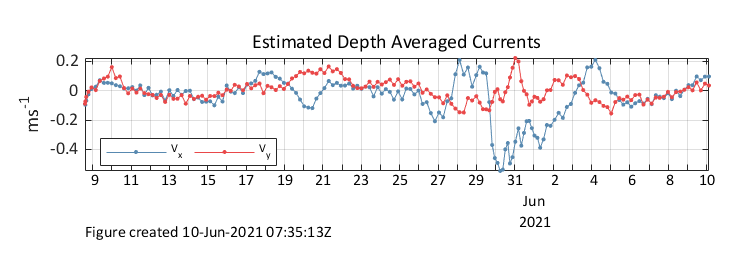 Estimated Depth Averaged Currents
ms-1
0.2
0
-0.2
-0.4
Vx Vy
9 11 13 15 17 19 21 23 25 27 29 31 2 4 6 8 10
Jun
2021
Figure created 10-Jun-2021 07:35:13Z